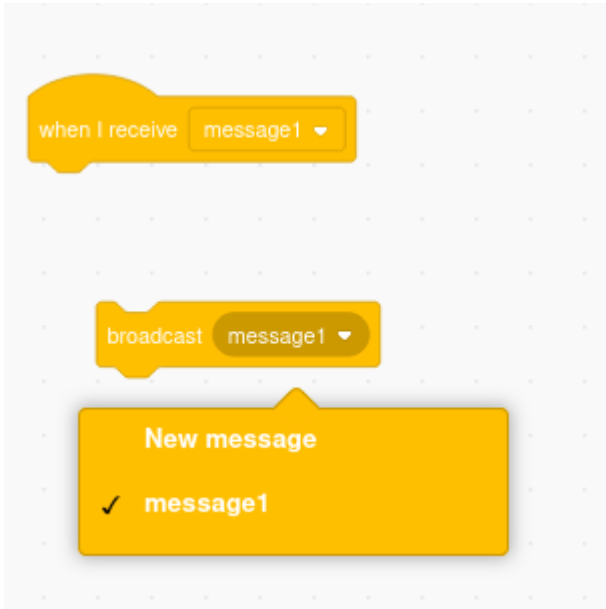 when I receive message1
broadcast message1
New message
message1